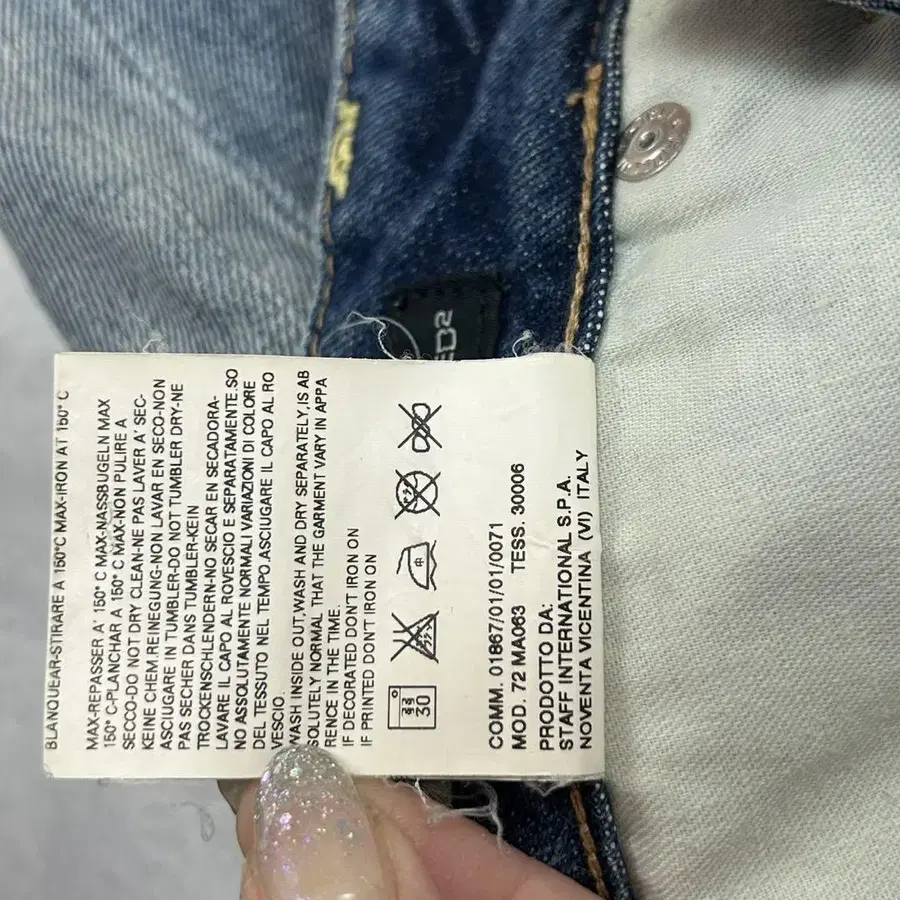 BLANQUEAR-STIRARE A 150°C MAX-IRON AT 150° C
MAX-REPASSER A' 150° C MAX-NASSBUGELN MAX
150° C-PLANCHAR A 150° C MAX-NON PULIRE A
SECCO-DO NOT DRY CLEAN-NE PAS LAVER A' SEC-
KEINE CHEM.REINEGUNG-NON LAVAR EN SECO-NON
ASCIUGARE IN TUMBLER-DO NOT TUMBLER DRY-NE
PAS SECHER DANS TUMBLER-KEIN
TROCKENSCHLENDERN-NO SECAR EN SECADORA-
LAVARE IL CAPO AL ROVESCIO E SEPARATAMENTE.SO
NO ASSOLUTAMENTE NORMALI VARIAZIONI DI COLORE
DEL TESSUTO NEL TEMPO.ASCIUGARE IL CAPO AL RO
VESCIO.
WASH INSIDE OUT,WASH AND DRY SEPARATELY,IS AB
SOLUTELY NORMAL THAT THE GARMENT VARY IN APPA
RENCE IN THE TIME.
IF DECORATED DON'T IRON ON
IF PRINTED DON'T IRON ON
30
COMM. 01867/01/01/0071
MOD. 72 MA063 TESS. 30006
PRODOTTO DA:
STAFF INTERNATIONAL S.P.A.
NOVENTA VICENTINA (VI) ITALY